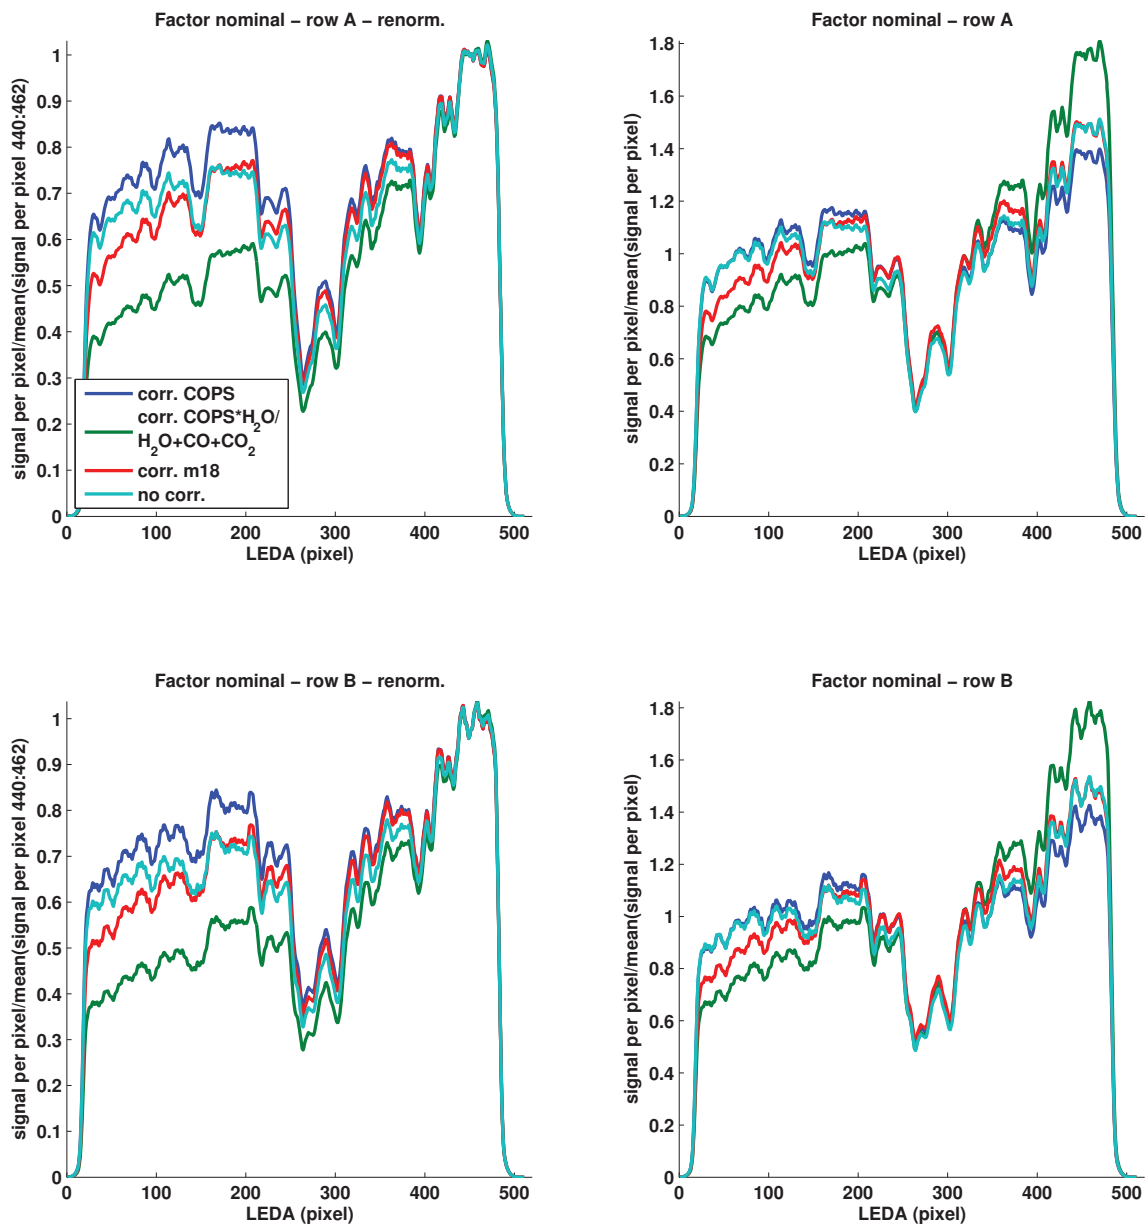 Factor nominal − row A − renorm.
signal per pixel/mean(signal per pixel 440:462)
1
0.9
0.8
0.7
0.6
0.5
0.4
0.3
0.2
0.1
0
corr. COPS
corr. COPS*H2O/
H2O+CO+CO2
corr. m18
no corr.
0 100 200 300 400 500
LEDA (pixel)
Factor nominal − row A
signal per pixel/mean(signal per pixel)
1.8
1.6
1.4
1.2
1
0.8
0.6
0.4
0.2
0
0 100 200 300 400 500
LEDA (pixel)
Factor nominal − row B − renorm.
signal per pixel/mean(signal per pixel 440:462)
1
0.9
0.8
0.7
0.6
0.5
0.4
0.3
0.2
0.1
0
0 100 200 300 400 500
LEDA (pixel)
Factor nominal − row B
signal per pixel/mean(signal per pixel)
1.8
1.6
1.4
1.2
1
0.8
0.6
0.4
0.2
0
0 100 200 300 400 500
LEDA (pixel)